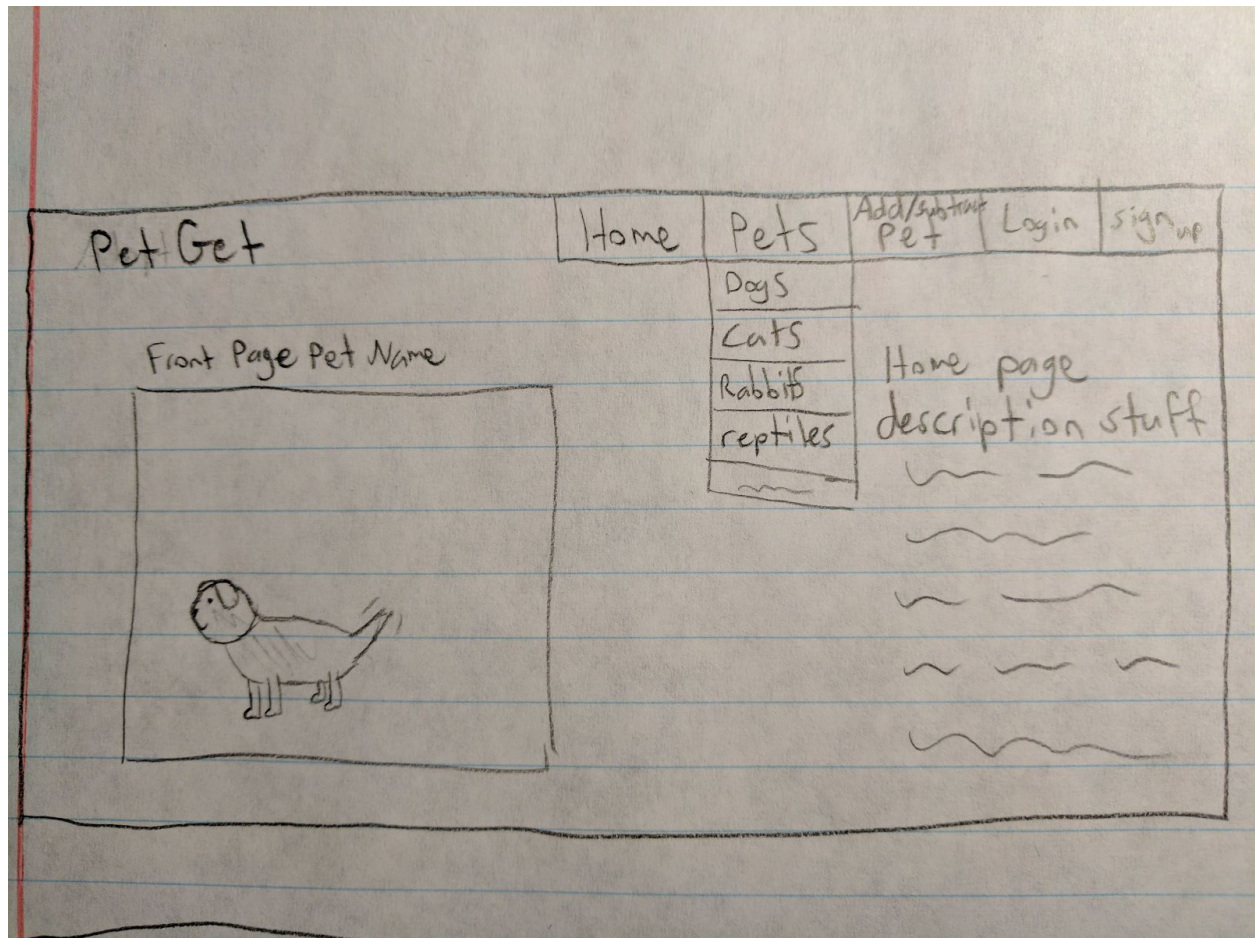 Pet Get
Home
Pets
Add/subtract
Pet
Login
sign
up
Dogs
Cats
Rabbits
reptiles
Front Page Pet Name
Home page
description stuff